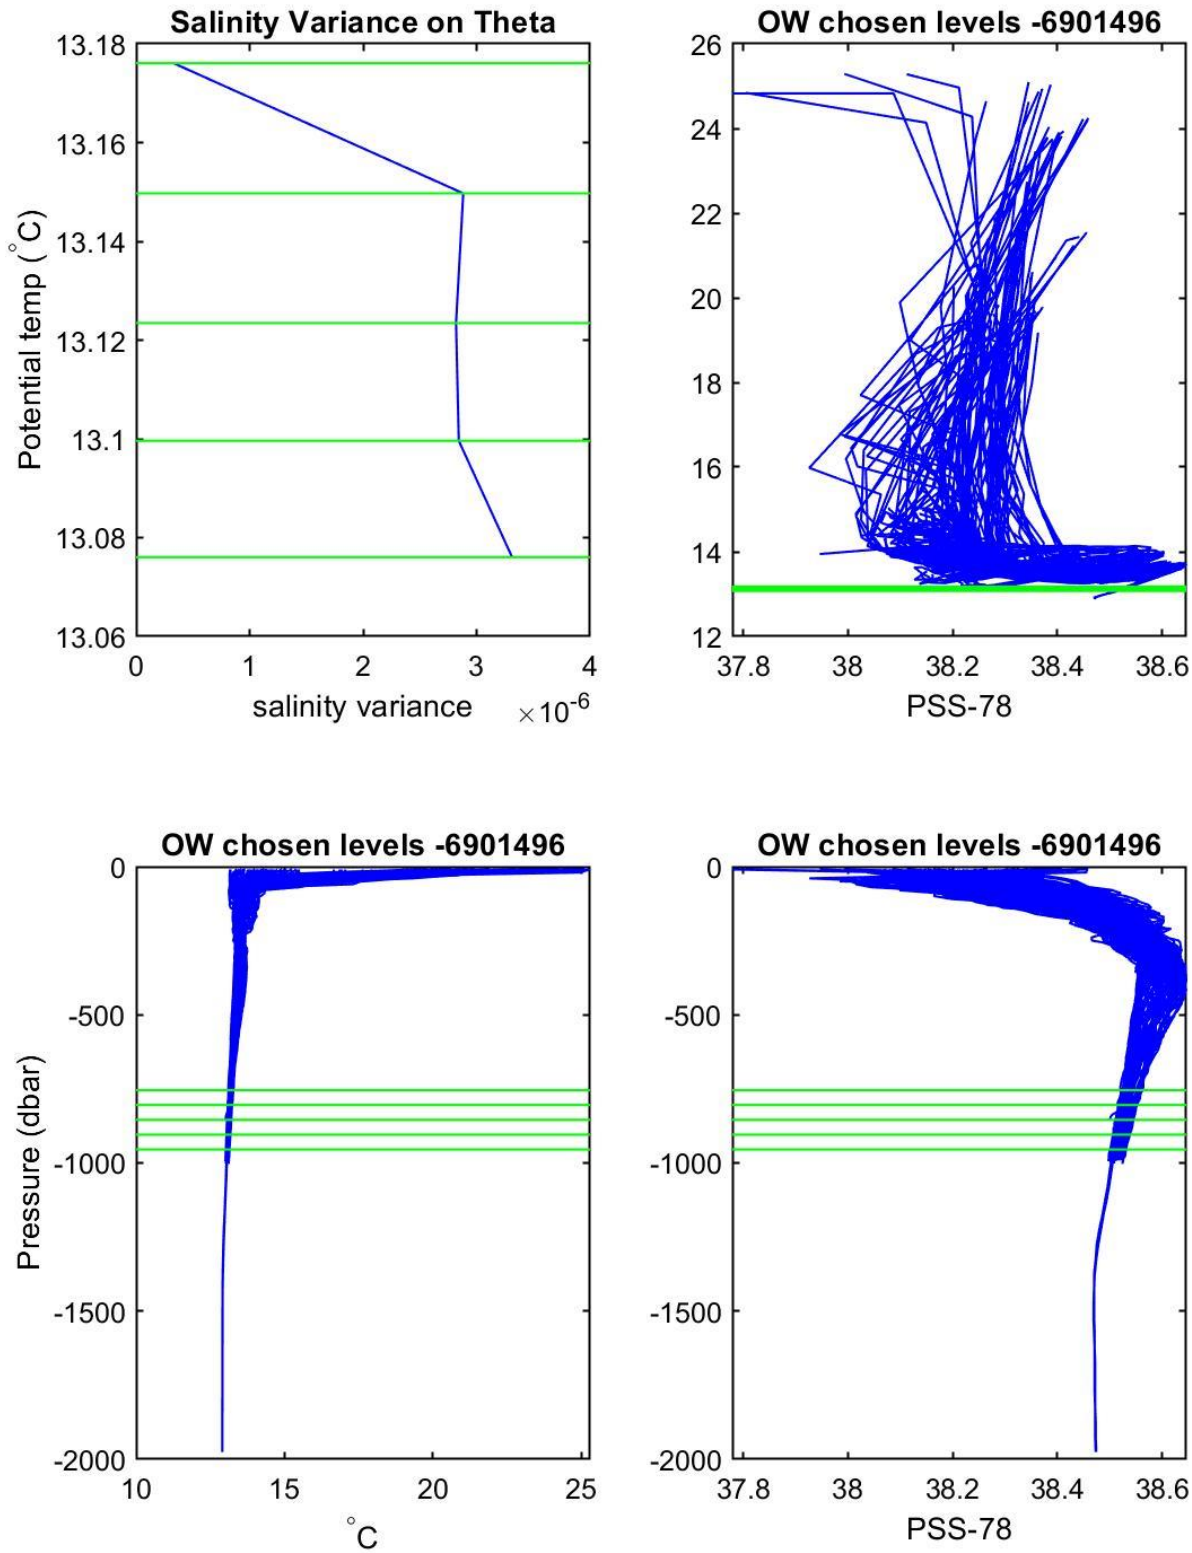 Salinity Variance on Theta
13.18
13.16
13.14
13.12
13.1
13.08
13.06
Potential temp (°C)
0 1 2 3 4
salinity variance ×10-6
OW chosen levels -6901496
26
24
22
20
18
16
14
12
37.8 38 38.2 38.4 38.6
PSS-78
OW chosen levels -6901496
0
-500
-1000
-1500
-2000
Pressure (dbar)
10 15 20 25
°C
OW chosen levels -6901496
0
-500
-1000
-1500
-2000
37.8 38 38.2 38.4 38.6
PSS-78